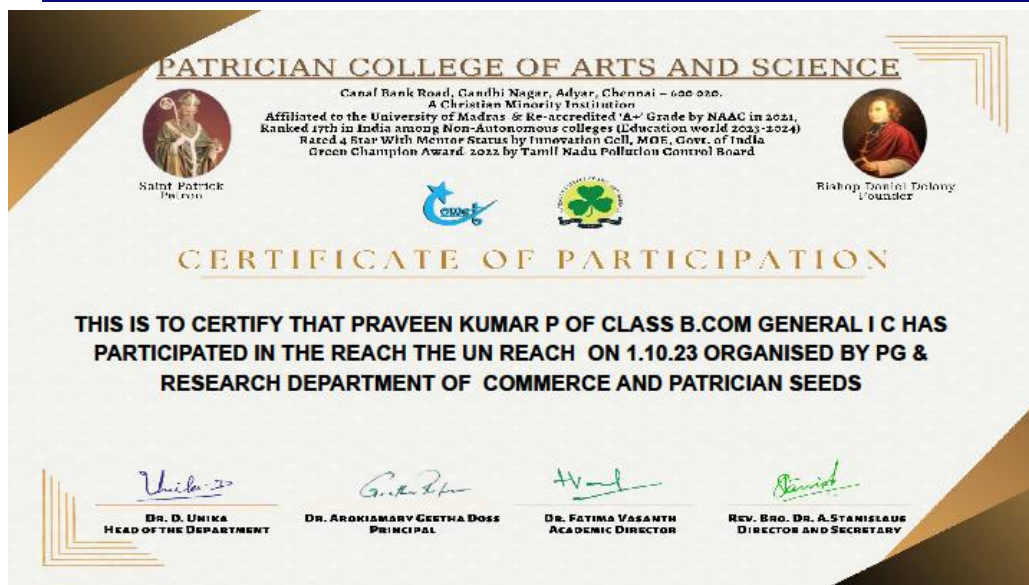 PATRICIAN COLLEGE OF ARTS AND SCIENCE
Canal Bank Road, Gandhi Nagar, Adyar, Chennai – 600 020.
A Christian Minority Institution
Affiliated to the University of Madras & Re-accredited 'A+' Grade by NAAC in 2021,
Ranked 17th in India among Non-Autonomous colleges (Education world 2023-2024)
Rated 4 Star With Mentor Status by Innovation Cell, MOE, Govt. of India
Green Champion Award-2022 by Tamil Nadu Pollution Control Board
Saint Patrick
Patron
Bishop Daniel Delany
Founder
CERTIFICATE OF PARTICIPATION
THIS IS TO CERTIFY THAT PRAVEEN KUMAR P OF CLASS B.COM GENERAL I C HAS
PARTICIPATED IN THE REACH THE UN REACH ON 1.10.23 ORGANISED BY PG &
RESEARCH DEPARTMENT OF COMMERCE AND PATRICIAN SEEDS
DR. D. UNIKA
HEAD OF THE DEPARTMENT
DR. AROKIAMARY GEETHA DOSS
PRINCIPAL
DR. FATIMA VASANTH
ACADEMIC DIRECTOR
REV. BRO. DR. A.STANISLAUS
DIRECTOR AND SECRETARY